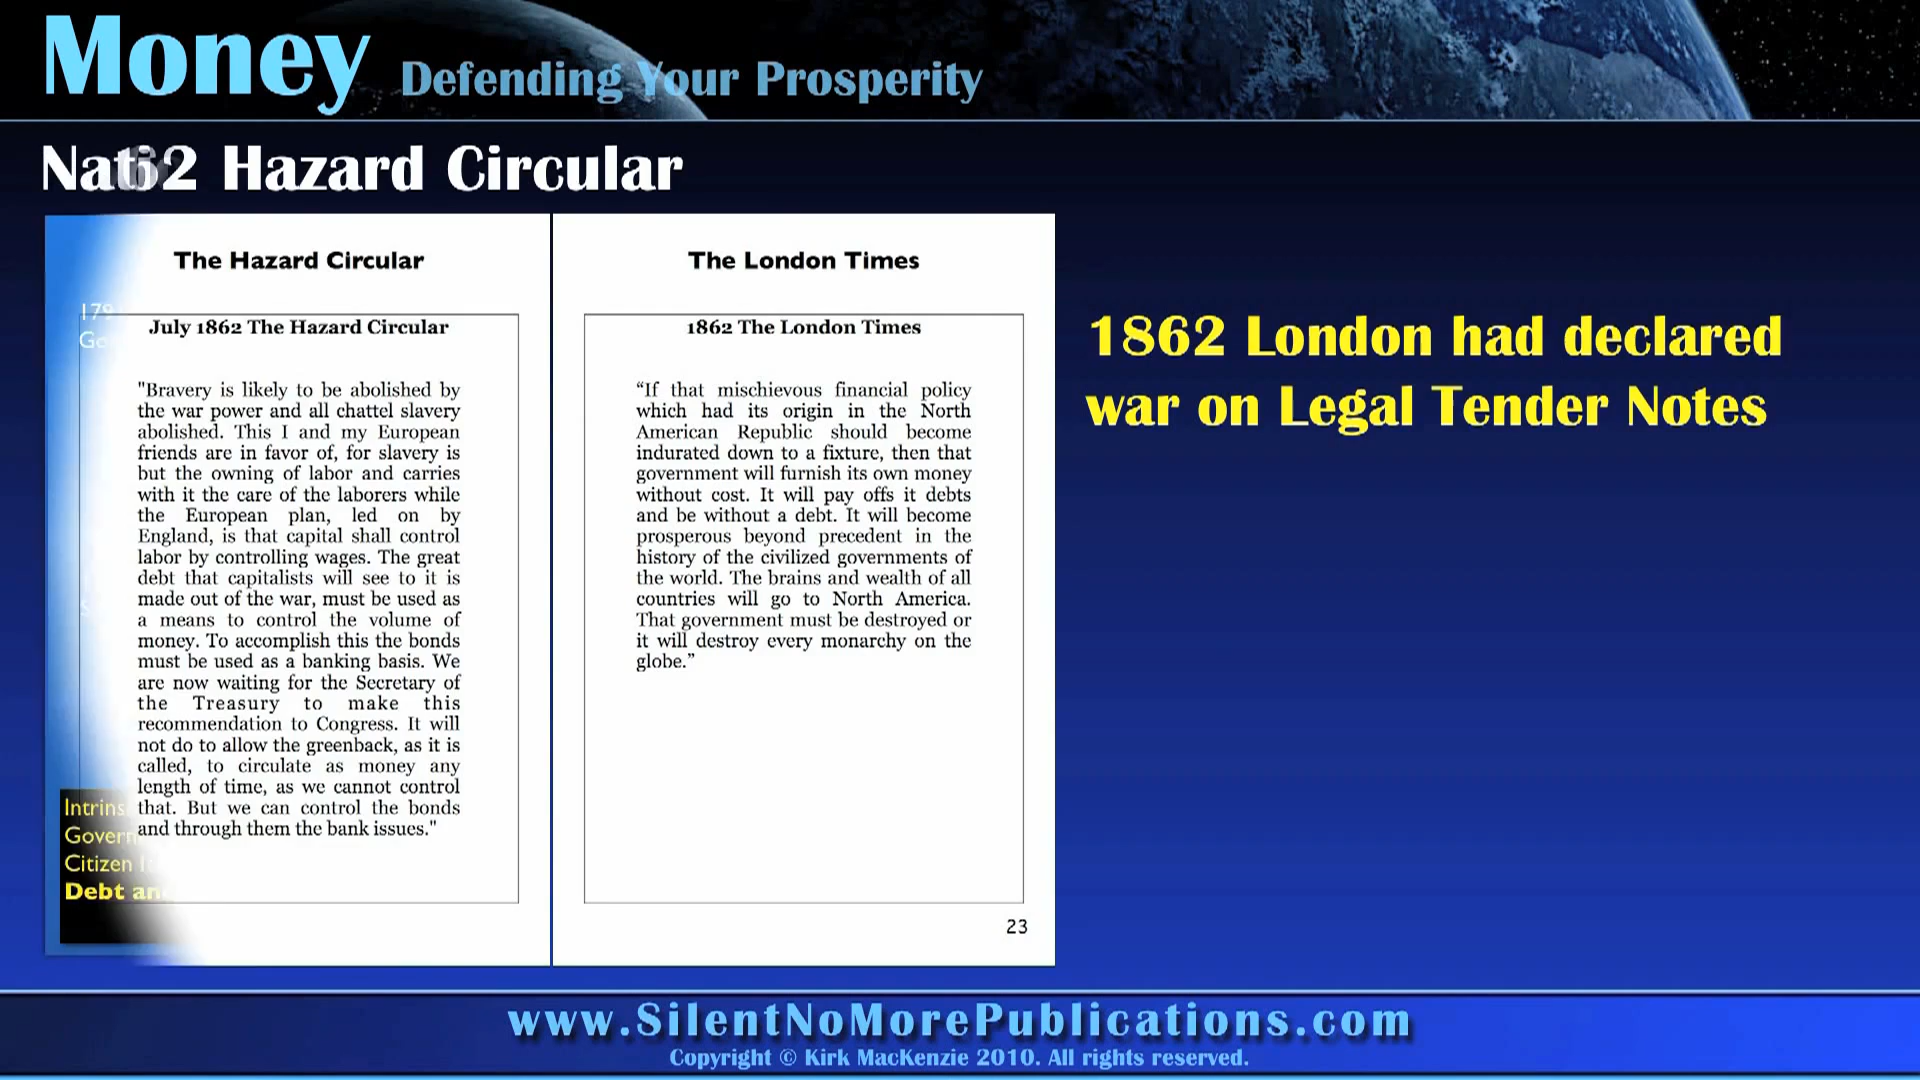 Money Defending Your Prosperity
Hazard Circular
The Hazard Circular
July 1862 The Hazard Circular
"Bravery is likely to be abolished by
the war power and all chattel slavery
abolished. This I and my European
friends are in favor of, for slavery is
but the owning of labor and carries
with it the care of the laborers while
the European plan, led on by
England, is that capital shall control
labor by controlling wages. The great
debt that capitalists will see to it is
made out of the war, must be used as
a means to control the volume of
money. To accomplish this the bonds
must be used as a banking basis. We
are now waiting for the Secretary of
the Treasury to make this
recommendation to Congress. It will
not do to allow the greenback, as it is
called, to circulate as money any
length of time, as we cannot control
that. But we can control the bonds
and through them the bank issues."
Citizen
Debt
The London Times
1862 The London Times
“If that mischievous financial policy
which had its origin in the North
American Republic should become
indurated down to a fixture, then that
government will furnish its own money
without cost. It will pay offs it debts
and be without a debt. It will become
prosperous beyond precedent in the
history of the civilized governments of
the world. The brains and wealth of all
countries will go to North America.
That government must be destroyed or
it will destroy every monarchy on the
globe.”
23
1862 London had declared
war on Legal Tender Notes
www.SilentNoMorePublications.com
Copyright © Kirk MacKenzie 2010. All rights reserved.